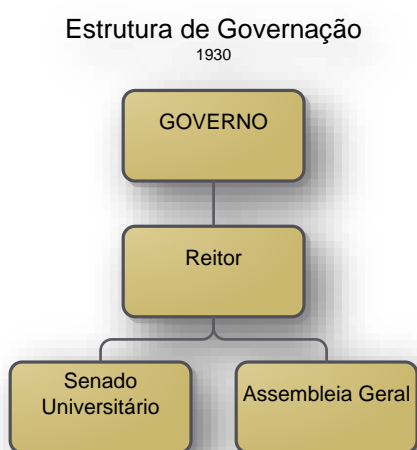 Estrutura de Governação
1930
GOVERNO
Reitor
Senado
Universitário
Assembleia Geral